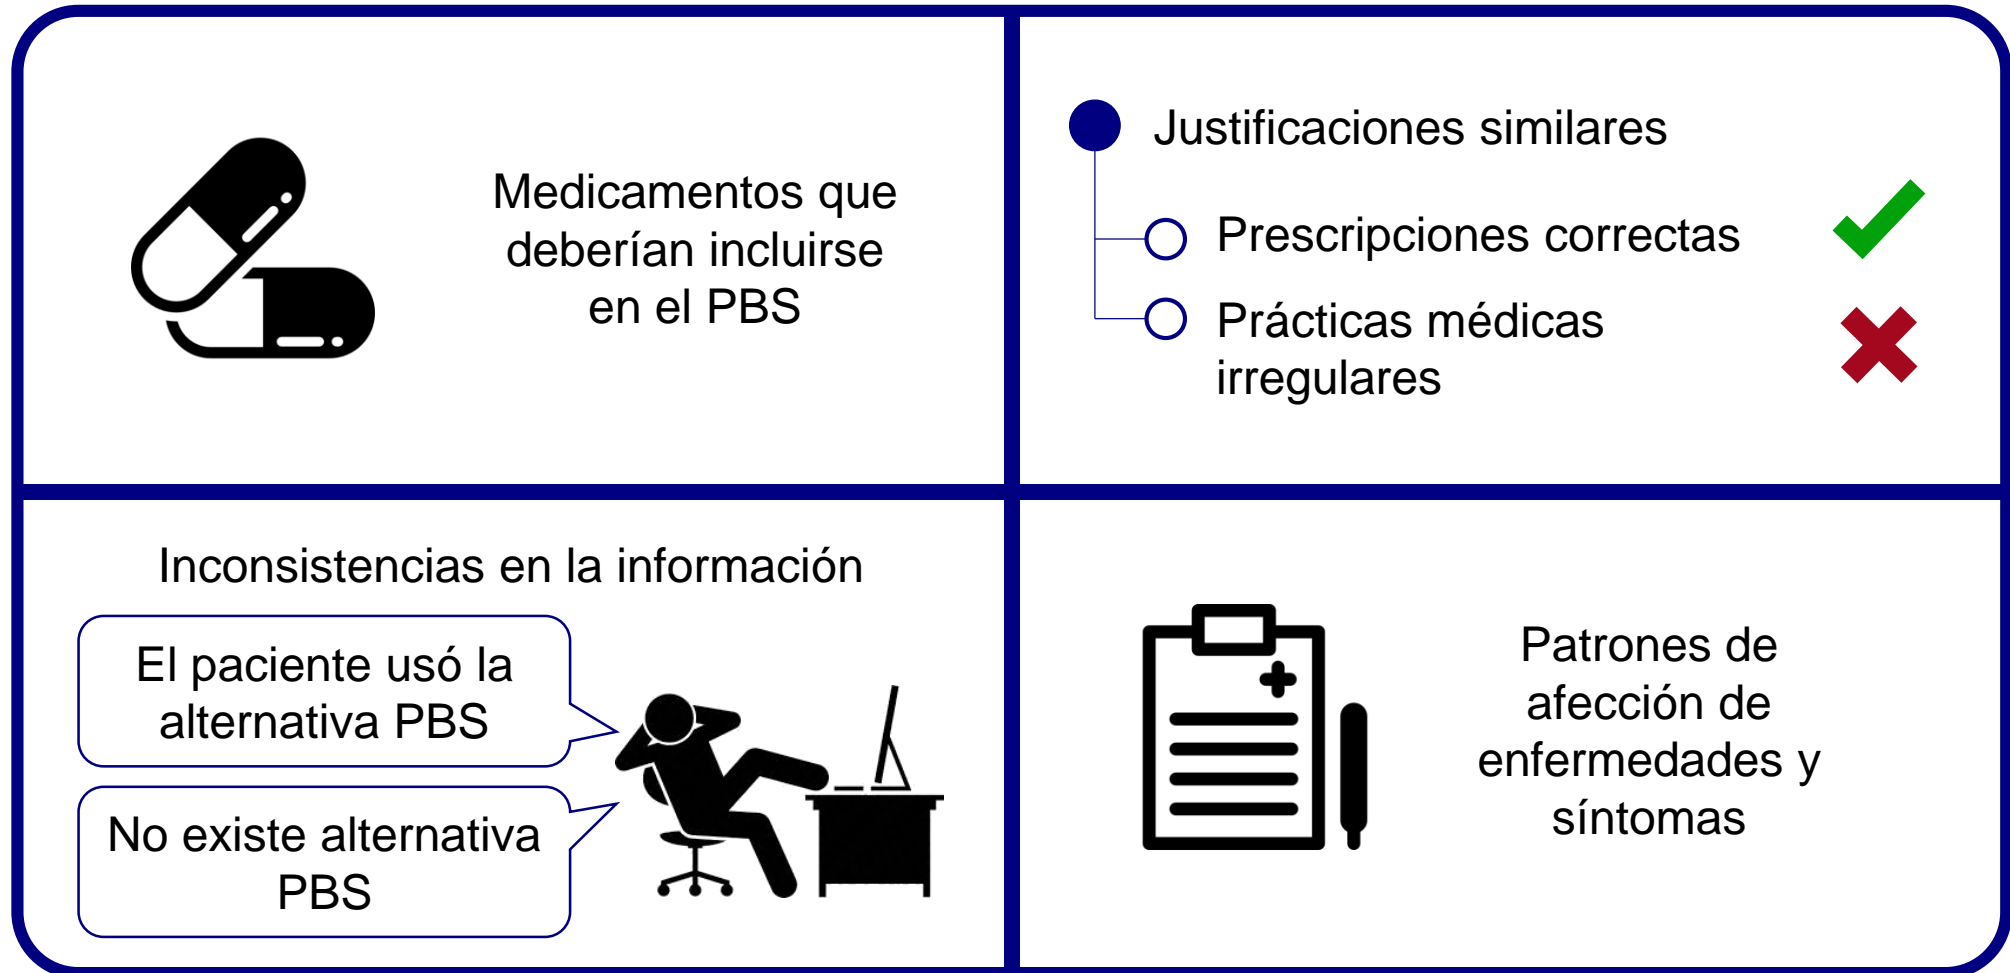 Medicamentos que
deberían incluirse
en el PBS
Justificaciones similares
Prescripciones correctas
Prácticas médicas
irregulares
Inconsistencias en la información
El paciente usó la
alternativa PBS
No existe alternativa
PBS
Patrones de
afección de
enfermedades y
síntomas